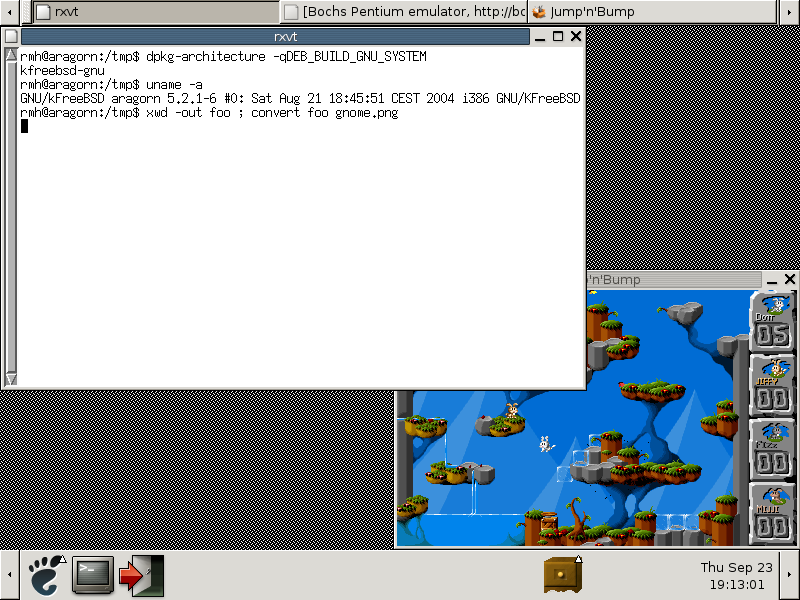 rxvt
[Bochs Pentium emulator, http://bo
Jump'n'Bump
rxvt
rmh@aragorn:/tmp$ dpkg-architecture -qDEB_BUILD_GNU_SYSTEM
kfreebsd-gnu
rmh@aragorn:/tmp$ uname -a
GNU/kFreeBSD aragorn 5.2.1-6 #0: Sat Aug 21 18:45:51 CEST 2004 i386 GNU/KFreeBSD
rmh@aragorn:/tmp$ xwd -out foo ; convert foo gnome.png
'n'Bump
Dott
05
JIFFY
00
Fizz
00
MIJJI
00
>_
Thu Sep 23
19:13:01